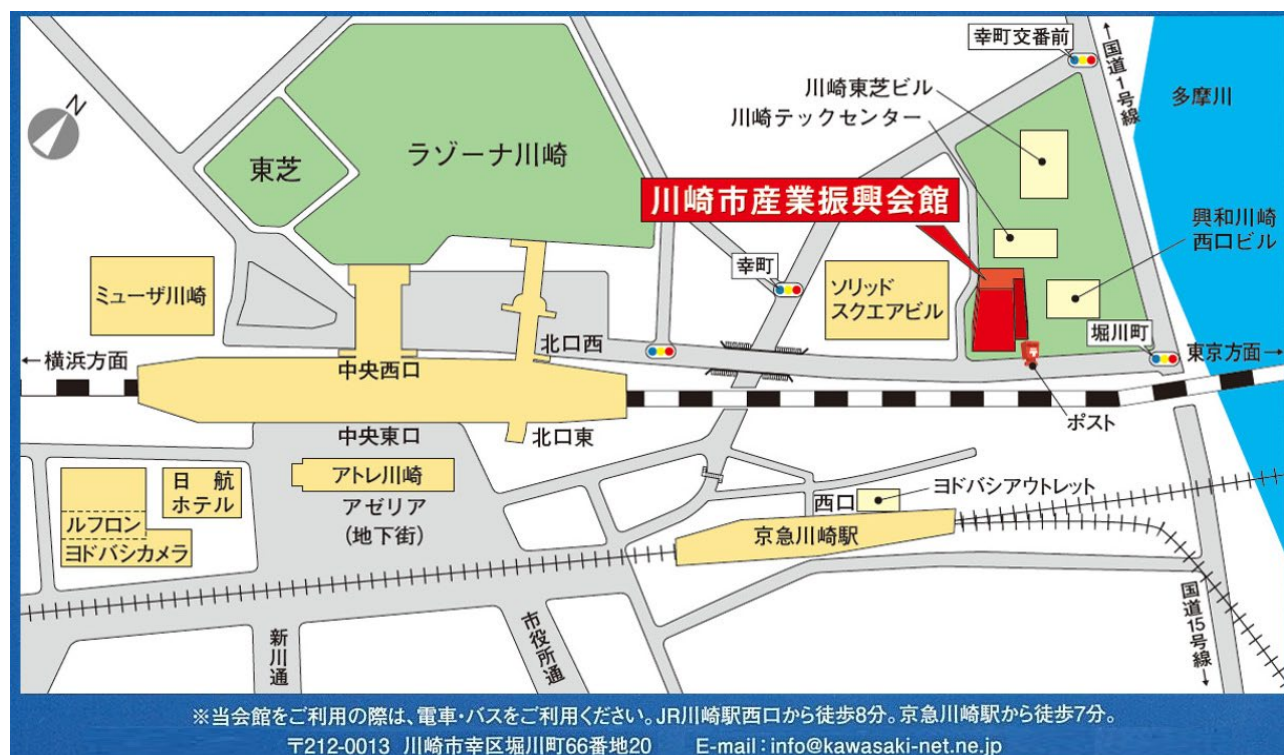 N
幸町交番前
←国道1号線
多摩川
川崎東芝ビル
川崎テックセンター
東芝
ラゾーナ川崎
川崎市産業振興会館
興和川崎
西口ビル
幸町
ミューザ川崎
ソリッド
スクエアビル
堀川町
北口西
←横浜方面
中央西口
東京方面→
ポスト
中央東口
北口東
日航
ホテル
アトレ川崎
アゼリア
(地下街)
ルフロン
ヨドバシカメラ
西口
ヨドバシアウトレット
京急川崎駅
新川通
市役所通
国道15号線→
※当会館をご利用の際は、電車・バスをご利用ください。JR川崎駅西口から徒歩8分。京急川崎駅から徒歩7分。
〒212-0013 川崎市幸区堀川町66番地20 E-mail:info@kawasaki-net.ne.jp